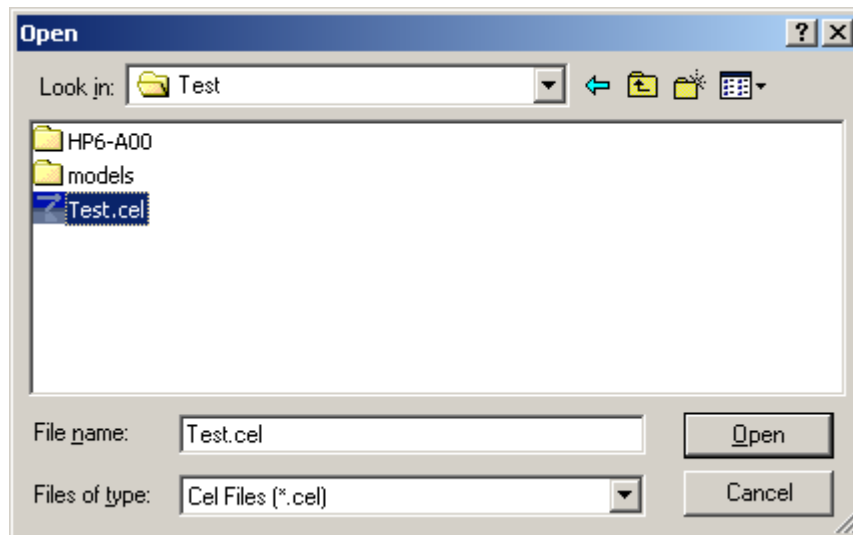 Open
Look in: Test
HP6-A00
models
Test.cel
File name: Test.cel Open
Files of type: Cel Files (*.cel) Cancel